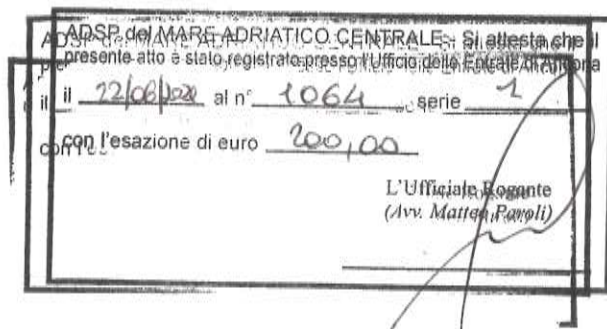 ADSP del MARE ADRIATICO CENTRALE - Si attesta che il
presente atto è stato registrato presso l'Ufficio delle Entrate di Ancona
il 22/06/2020 al n° 1064 serie 1
con l'esazione di euro 200,00
L'Ufficiale Rogante
(Avv. Matteo Paroli)